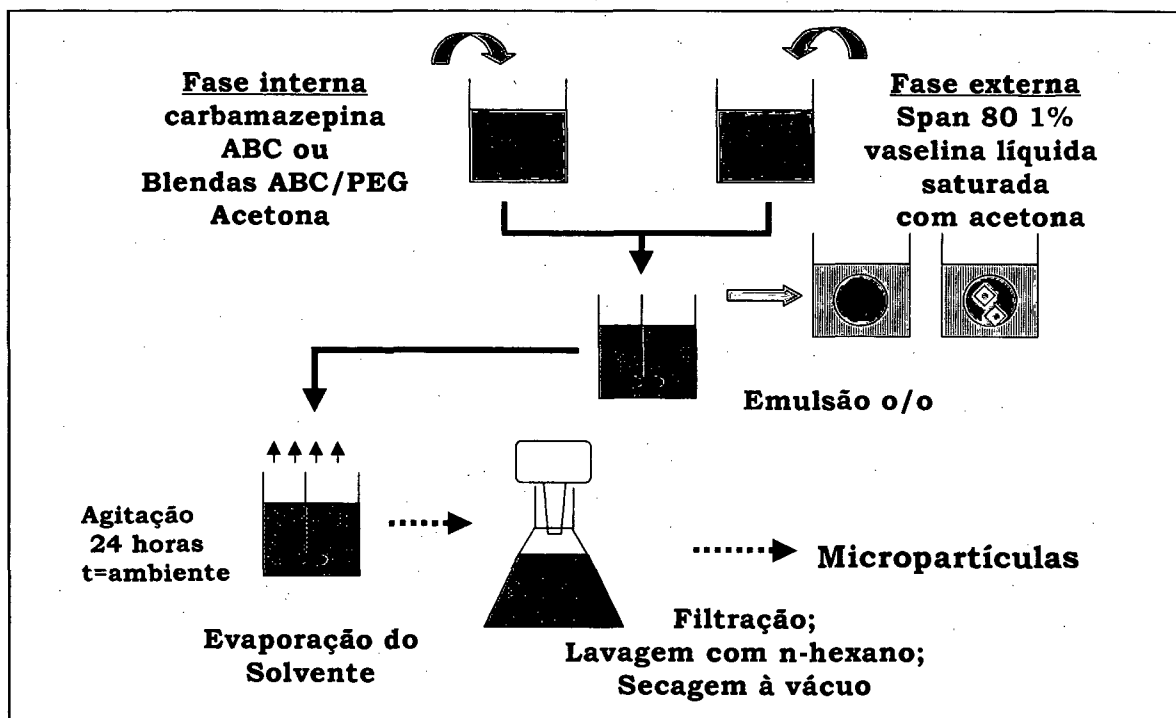 Fase interna
carbamazepina
ABC ou
Blendas ABC/PEG
Acetona
Fase externa
Span 80 1%
vaselina líquida
saturada
com acetona
Emulsão o/o
Agitação
24 horas
t=ambiente
Evaporação do
Solvente
Filtração;
Lavagem com n-hexano;
Secagem à vácuo
Micropartículas